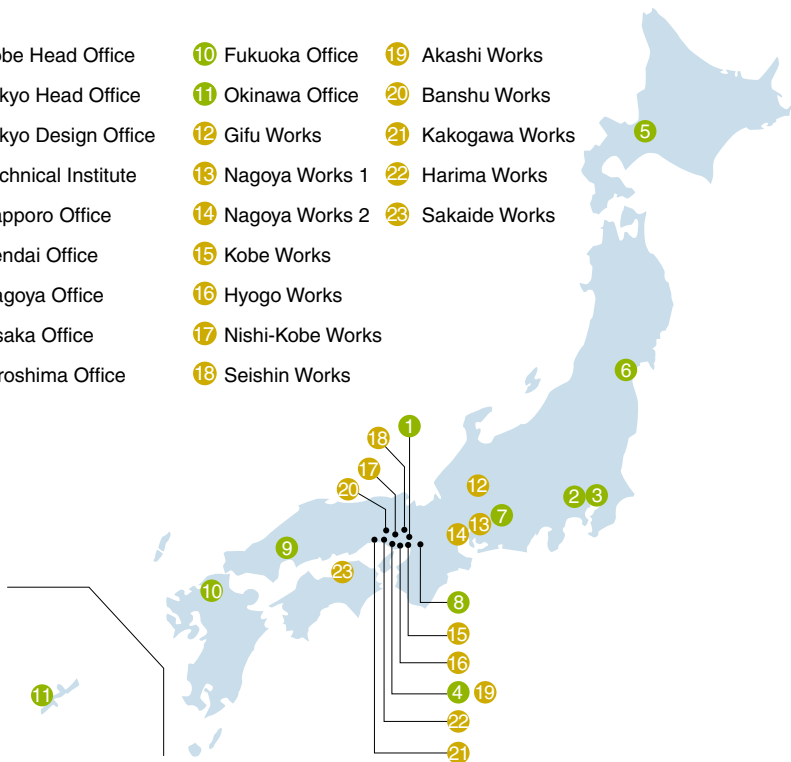 obe Head Office
kyo Head Office
kyo Design Office
chnical Institute
apporo Office
endai Office
agoya Office
saka Office
roshima Office
10 Fukuoka Office
11 Okinawa Office
12 Gifu Works
13 Nagoya Works 1
14 Nagoya Works 2
15 Kobe Works
16 Hyogo Works
17 Nishi-Kobe Works
18 Seishin Works
19 Akashi Works
20 Banshu Works
21 Kakogawa Works
22 Harima Works
23 Sakaide Works
5
6
1
18
17
20
12
2 3
7
13
14
9
23
10
8
15
16
11
4 19
22
21